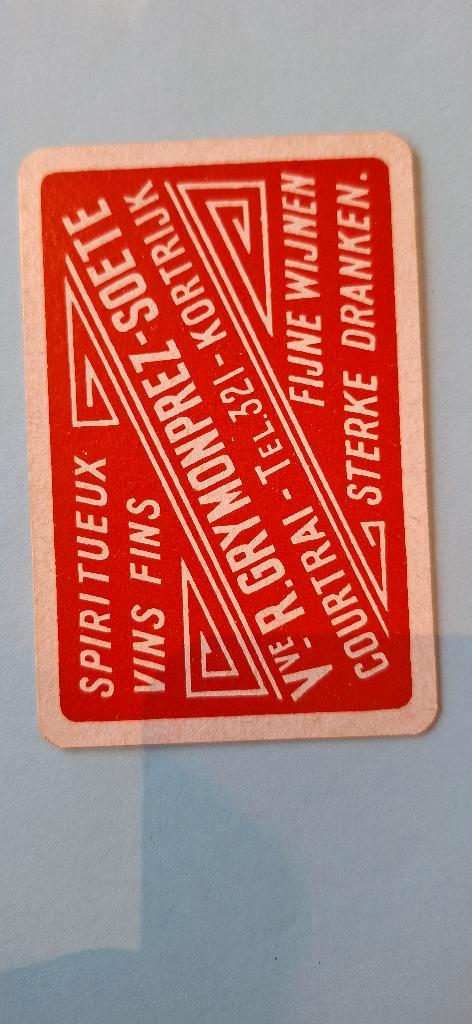 SPIRITUEUX
VINS FINS
Vve R. GRYMONPREZ-SOETE
COURTRAI - TEL. 321 - KORTRIJK
FIJNE WIJNEN
STERKE DRANKEN.